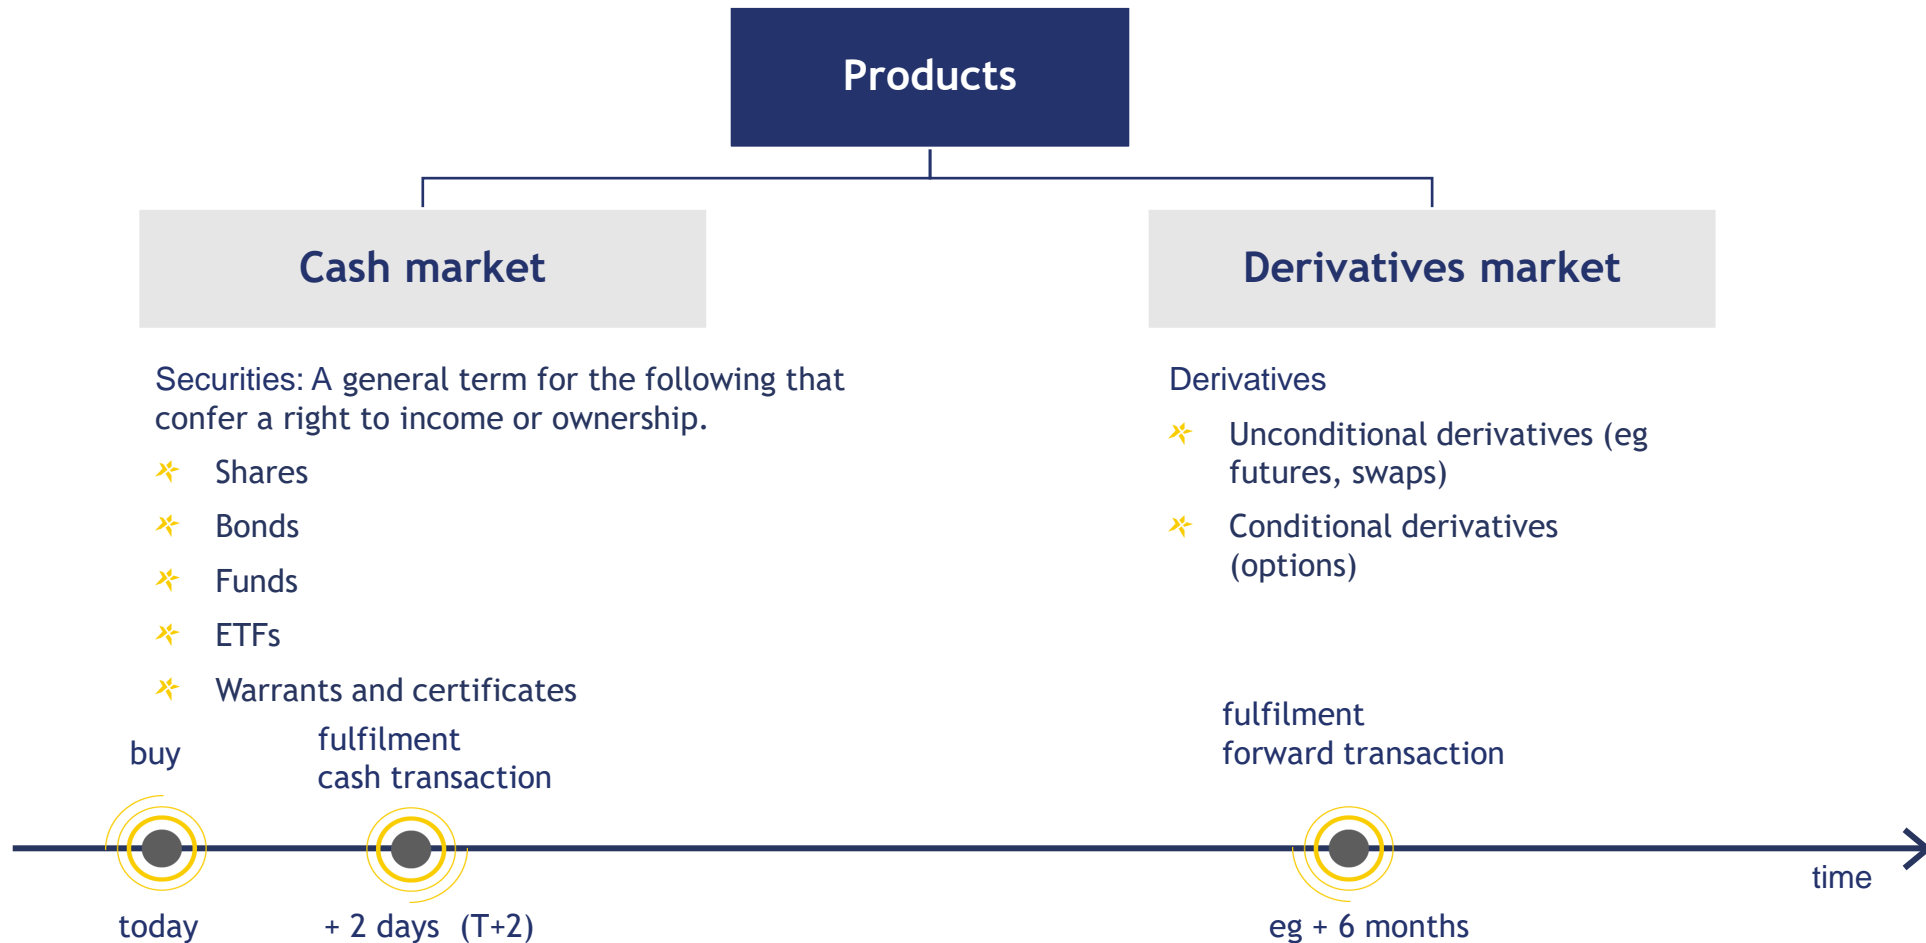 Products
Cash market
Derivatives market
Securities: A general term for the following that
confer a right to income or ownership.
Shares
Bonds
Funds
ETFs
Warrants and certificates
Derivatives
Unconditional derivatives (eg
futures, swaps)
Conditional derivatives
(options)
buy
fulfilment
cash transaction
fulfilment
forward transaction
time
today
+ 2 days (T+2)
eg + 6 months